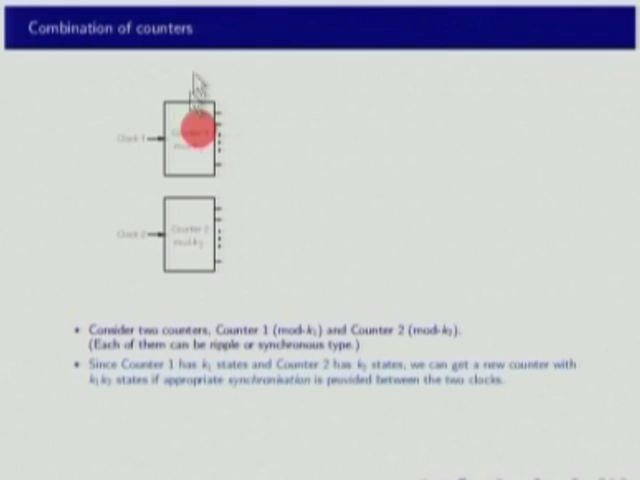 Combination of counters
Clock 1
Clock 2
Counter 2
mod-k₂
• Consider two counters, Counter 1 (mod-k₁) and Counter 2 (mod-k₂).
(Each of them can be ripple or synchronous type.)
• Since Counter 1 has k₁ states and Counter 2 has k₂ states, we can get a new counter with
k₁k₂ states if appropriate synchronisation is provided between the two clocks.